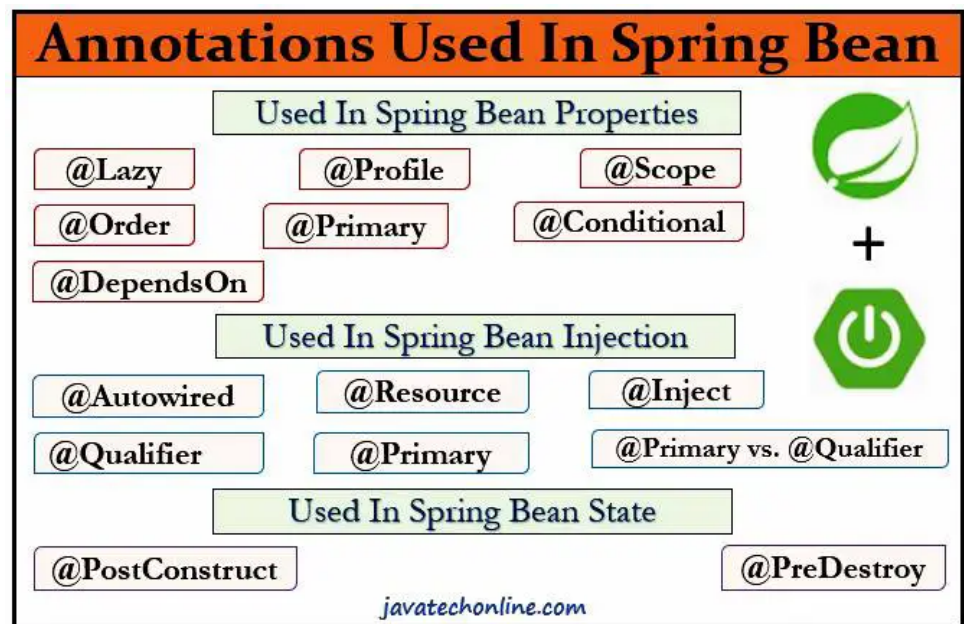 Annotations Used In Spring Bean
Used In Spring Bean Properties
@Lazy @Profile @Scope
@Order @Primary @Conditional
@DependsOn
Used In Spring Bean Injection
@Autowired @Resource @Inject
@Qualifier @Primary @Primary vs. @Qualifier
Used In Spring Bean State
@PostConstruct @PreDestroy
javatechonline.com